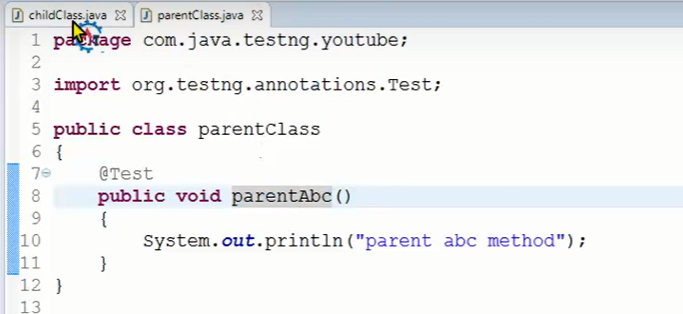 childClass.java parentClass.java
1 package com.java.testng.youtube;
2
3 import org.testng.annotations.Test;
4
5 public class parentClass
6 {
7 @Test
8 public void parentAbc()
9 {
10 System.out.println("parent abc method");
11 }
12 }
13